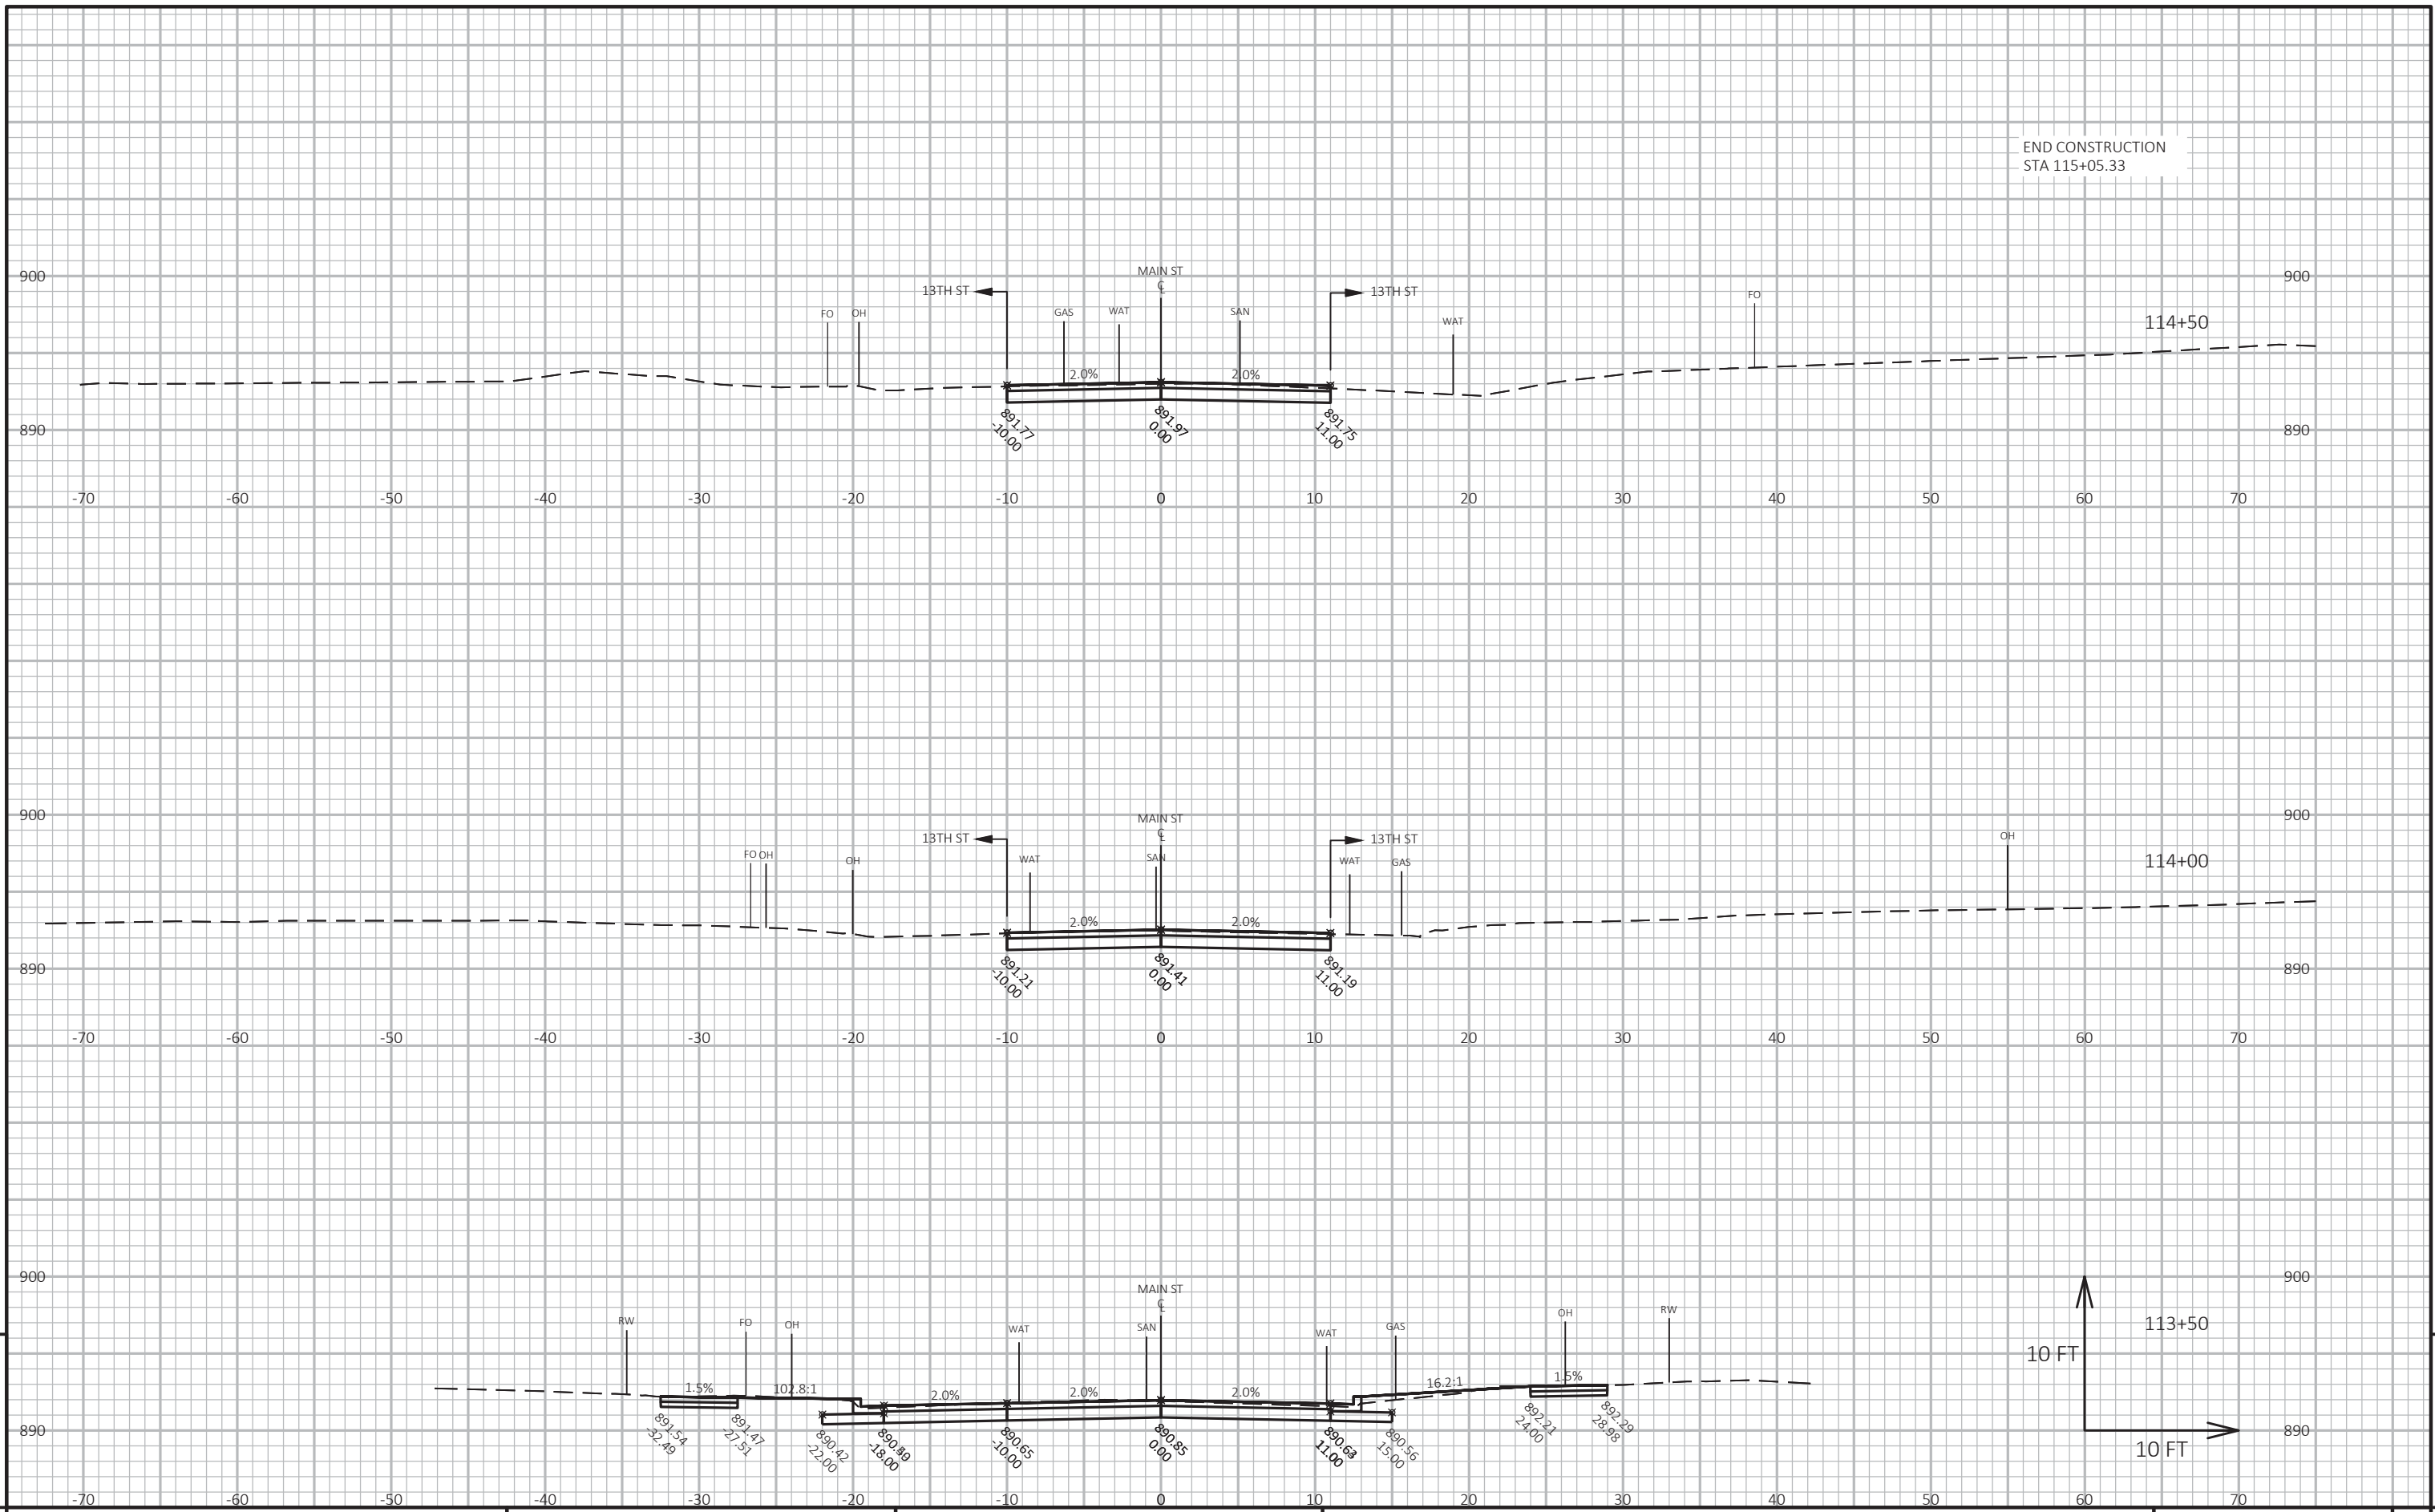 END CONSTRUCTION
STA 115+05.33
900
MAIN ST
℄
900
13TH ST
13TH ST
FO
OH
GAS
WAT
SAN
WAT
FO
114+50
2.0%
2.0%
890
891.77
-10.00
891.97
0.00
891.75
11.00
890
-70
-60
-50
-40
-30
-20
-10
0
10
20
30
40
50
60
70
900
MAIN ST
℄
900
13TH ST
13TH ST
FO
OH
OH
WAT
SAN
WAT
GAS
OH
114+00
2.0%
2.0%
890
891.21
-10.00
891.41
0.00
891.19
11.00
890
-70
-60
-50
-40
-30
-20
-10
0
10
20
30
40
50
60
70
900
MAIN ST
℄
900
RW
FO
OH
WAT
SAN
WAT
GAS
OH
RW
113+50
10 FT
1.5%
102.8:1
2.0%
2.0%
2.0%
16.2:1
1.5%
890
891.54
-32.49
891.47
-27.51
890.42
-22.00
-18.00
890.65
-10.00
890.85
0.00
11.00
890.56
15.00
892.21
24.00
892.29
28.98
890
10 FT
-70
-60
-50
-40
-30
-20
-10
0
10
20
30
40
50
60
70